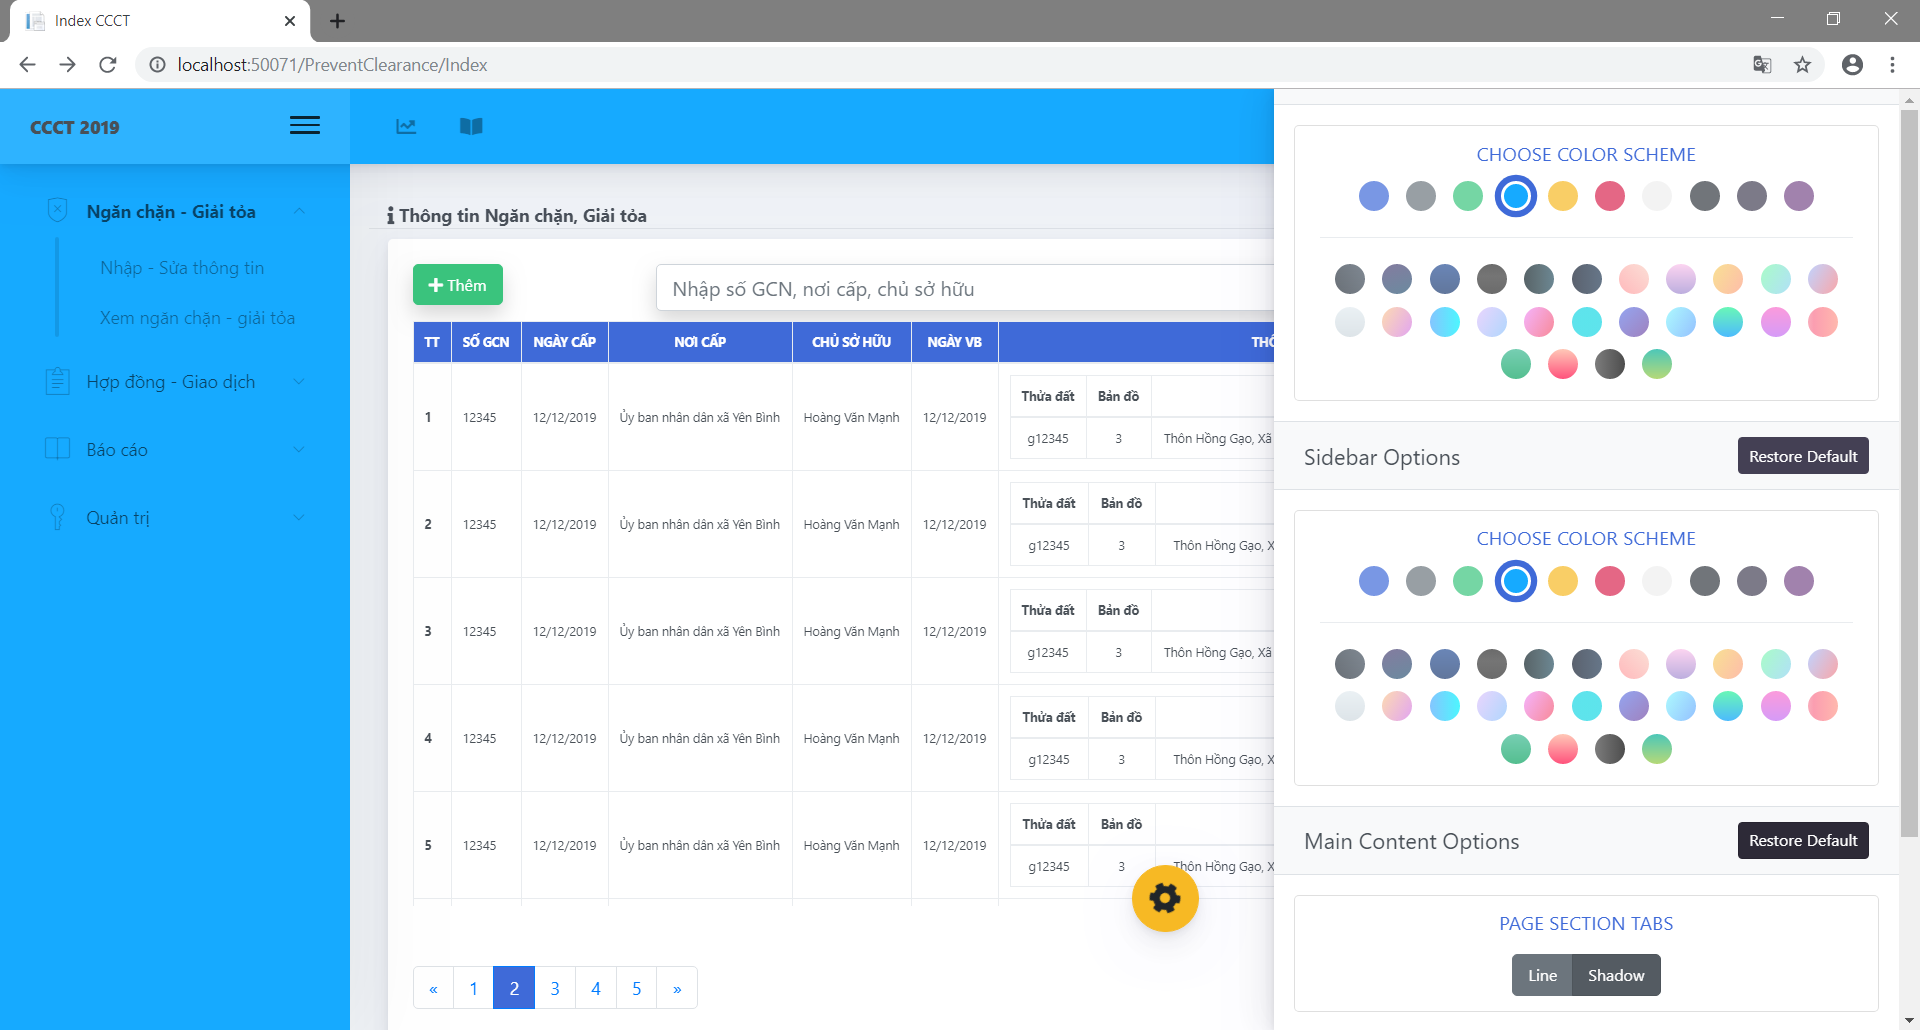 Index CCCT
localhost:50071/PreventClearance/Index
CCCT 2019
Ngăn chặn - Giải tỏa
Nhập - Sửa thông tin
Xem ngăn chặn - giải tỏa
Hợp đồng - Giao dịch
Báo cáo
Quản trị
Thông tin Ngăn chặn, Giải tỏa
Thêm
Nhập số GCN, nơi cấp, chủ sở hữu
TT SỐ GCN NGÀY CẤP NƠI CẤP CHỦ SỞ HỮU NGÀY VB
Thửa đất Bản đồ
1 12345 12/12/2019 Ủy ban nhân dân xã Yên Bình Hoàng Văn Mạnh 12/12/2019
g12345 3 Thôn Hồng Gạo, Xã
Thửa đất Bản đồ
2 12345 12/12/2019 Ủy ban nhân dân xã Yên Bình Hoàng Văn Mạnh 12/12/2019
g12345 3 Thôn Hồng Gạo, X
Thửa đất Bản đồ
3 12345 12/12/2019 Ủy ban nhân dân xã Yên Bình Hoàng Văn Mạnh 12/12/2019
g12345 3 Thôn Hồng Gạo, Xã
Thửa đất Bản đồ
4 12345 12/12/2019 Ủy ban nhân dân xã Yên Bình Hoàng Văn Mạnh 12/12/2019
g12345 3 Thôn Hồng Gạo, X
Thửa đất Bản đồ
5 12345 12/12/2019 Ủy ban nhân dân xã Yên Bình Hoàng Văn Mạnh 12/12/2019
g12345 3 Thôn Hồng Gạo, X
« 1 2 3 4 5 »
CHOOSE COLOR SCHEME
Sidebar Options
Restore Default
CHOOSE COLOR SCHEME
Main Content Options
Restore Default
PAGE SECTION TABS
Line Shadow